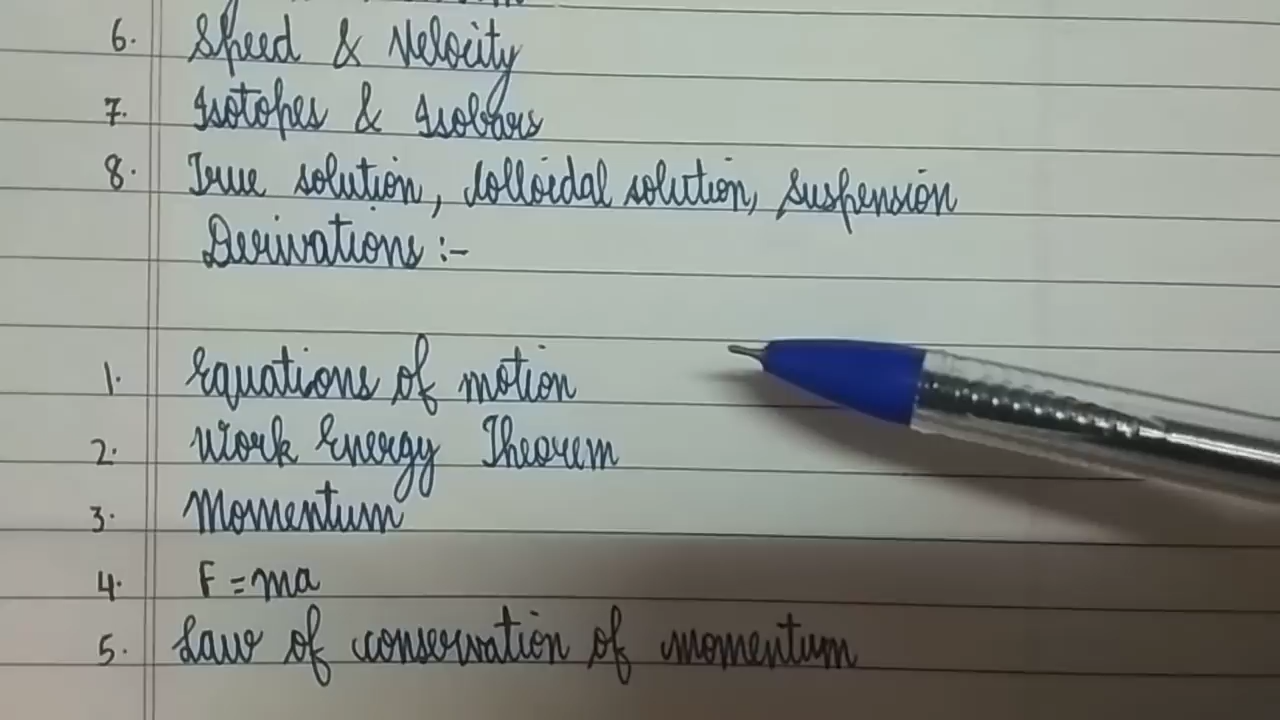 6. Speed & Velocity
7. Isotopes & Isobars
8. True solution, Colloidal solution, Suspension
Derivations :-
1. Equations of motion
2. Work Energy Theorem
3. Momentum
4. F = ma
5. Law of conservation of momentum